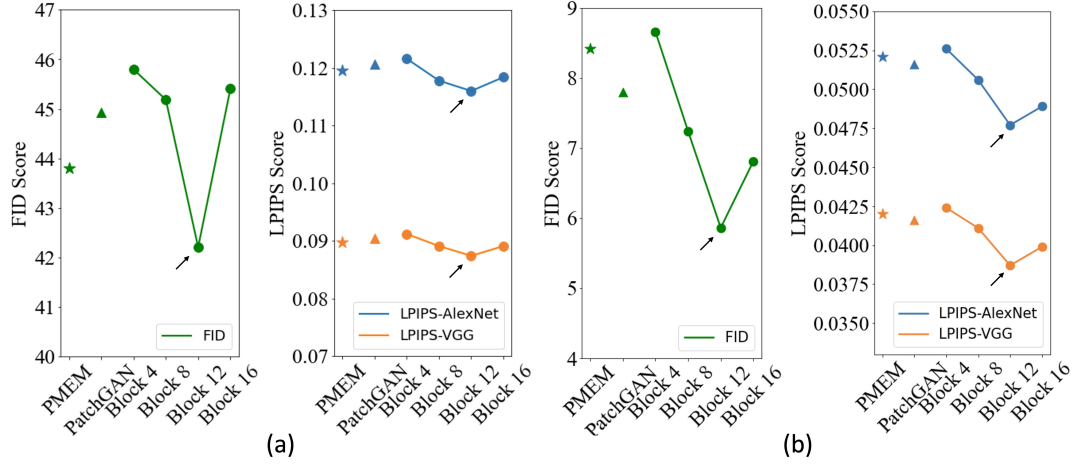 47
46
45
44
43
42
41
40
FID Score
FID
PMEM
PatchGAN
Block 4
Block 8
Block 12
Block 16
0.13
0.12
0.11
0.10
0.09
0.08
0.07
LPIPS Score
LPIPS-AlexNet
LPIPS-VGG
PMEM
PatchGAN
Block 4
Block 8
Block 12
Block 16
(a)
9
8
7
6
5
4
FID Score
FID
PMEM
PatchGAN
Block 4
Block 8
Block 12
Block 16
0.0550
0.0525
0.0500
0.0475
0.0450
0.0425
0.0400
0.0375
0.0350
LPIPS Score
LPIPS-AlexNet
LPIPS-VGG
PMEM
PatchGAN
Block 4
Block 8
Block 12
Block 16
(b)